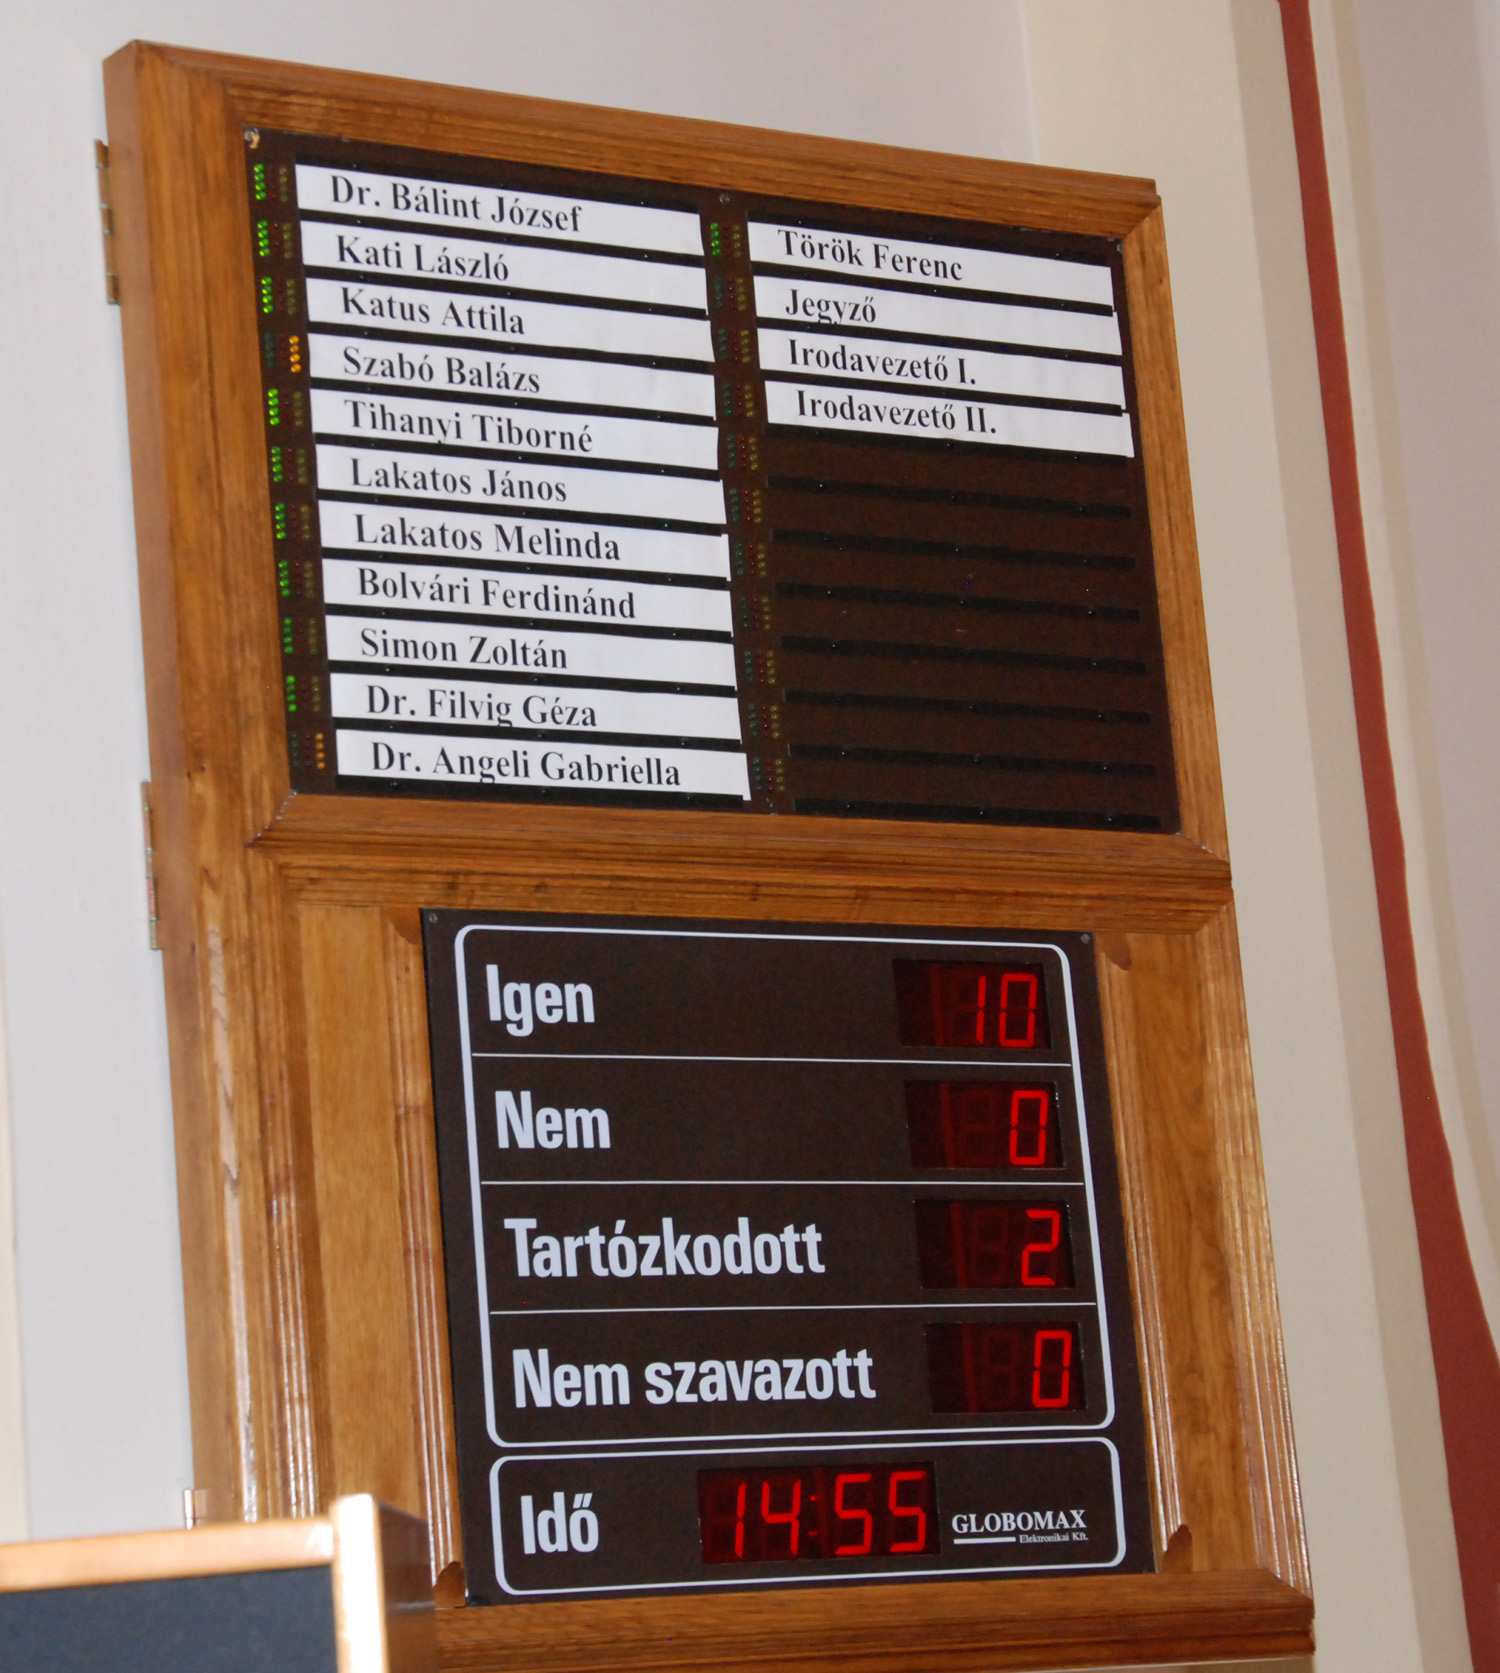 Dr. Bálint József
Kati László
Katus Attila
Szabó Balázs
Tihanyi Tiborné
Lakatos János
Lakatos Melinda
Bolvári Ferdinánd
Simon Zoltán
Dr. Filvig Géza
Dr. Angeli Gabriella
Török Ferenc
Jegyző
Irodavezető I.
Irodavezető II.
Igen 10
Nem 0
Tartózkodott 2
Nem szavazott 0
Idő 14:55
GLOBOMAX
Elektronikai Kft.